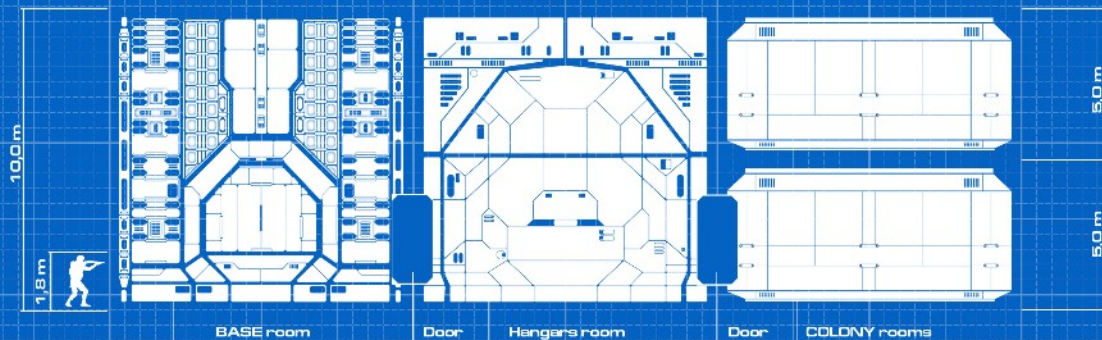 10,0 m
1,8 m
5,0 m
5,0 m
BASE room
Door
Hangars room
Door
COLONY rooms